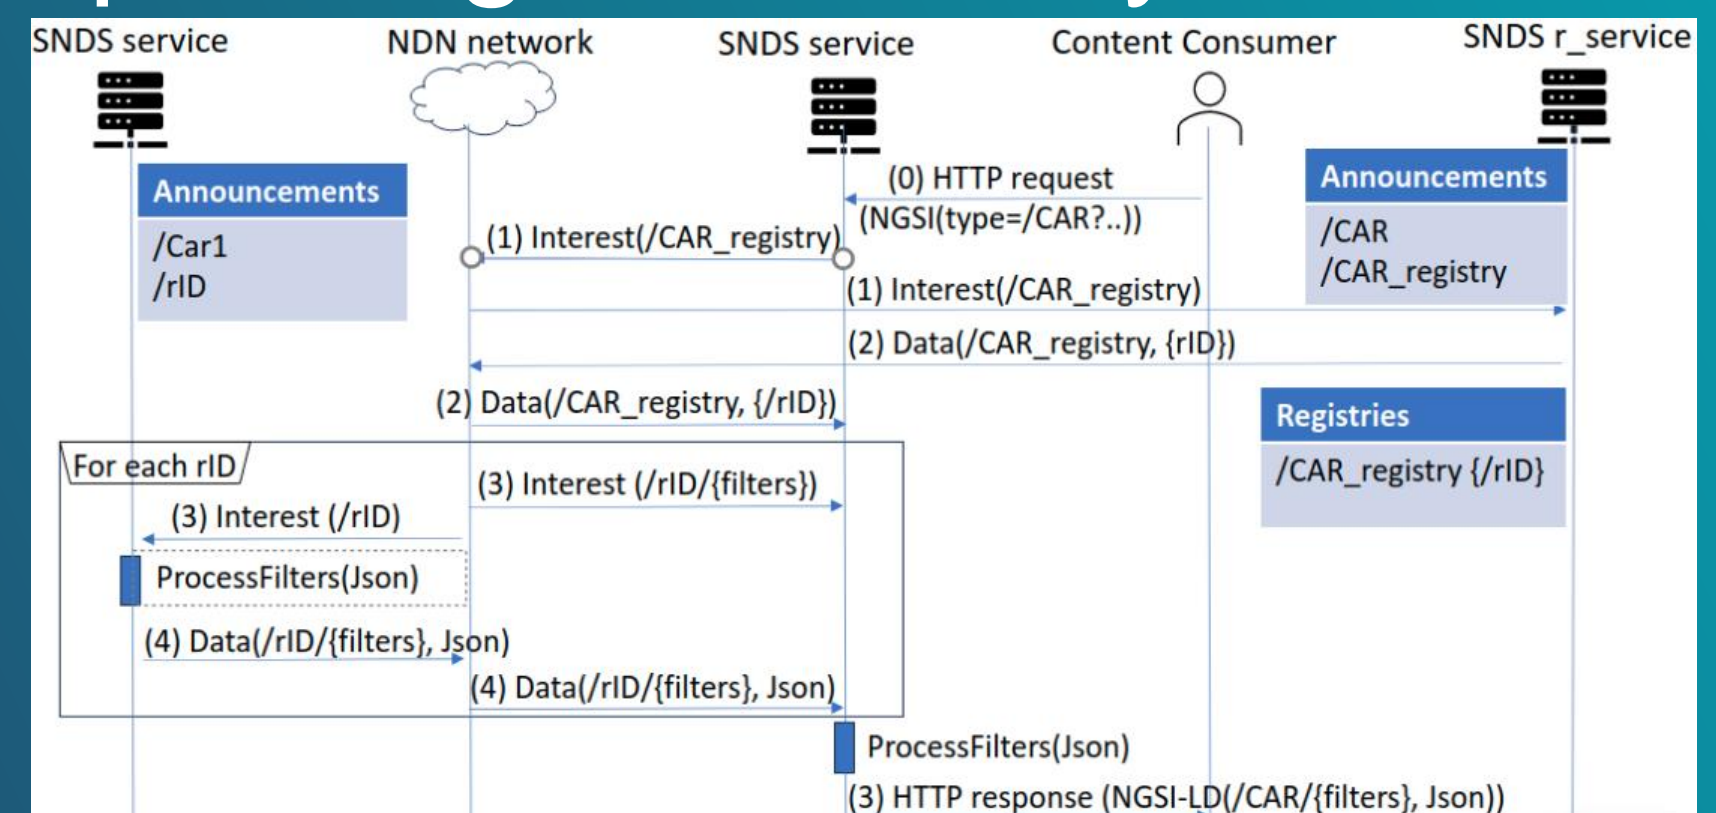 SNDS service
NDN network
SNDS service
Content Consumer
SNDS r_service
Announcements
/Car1
/rID
(0) HTTP request
(NGSI(type=/CAR?..))
Announcements
/CAR
/CAR_registry
(1) Interest(/CAR_registry)
(1) Interest(/CAR_registry)
(2) Data(/CAR_registry, {rID})
(2) Data(/CAR_registry, {/rID})
Registries
/CAR_registry {/rID}
For each rID
(3) Interest (/rID/{filters})
(3) Interest (/rID)
ProcessFilters(Json)
(4) Data(/rID/{filters}, Json)
(4) Data(/rID/{filters}, Json)
ProcessFilters(Json)
(3) HTTP response (NGSI-LD(/CAR/{filters}, Json))